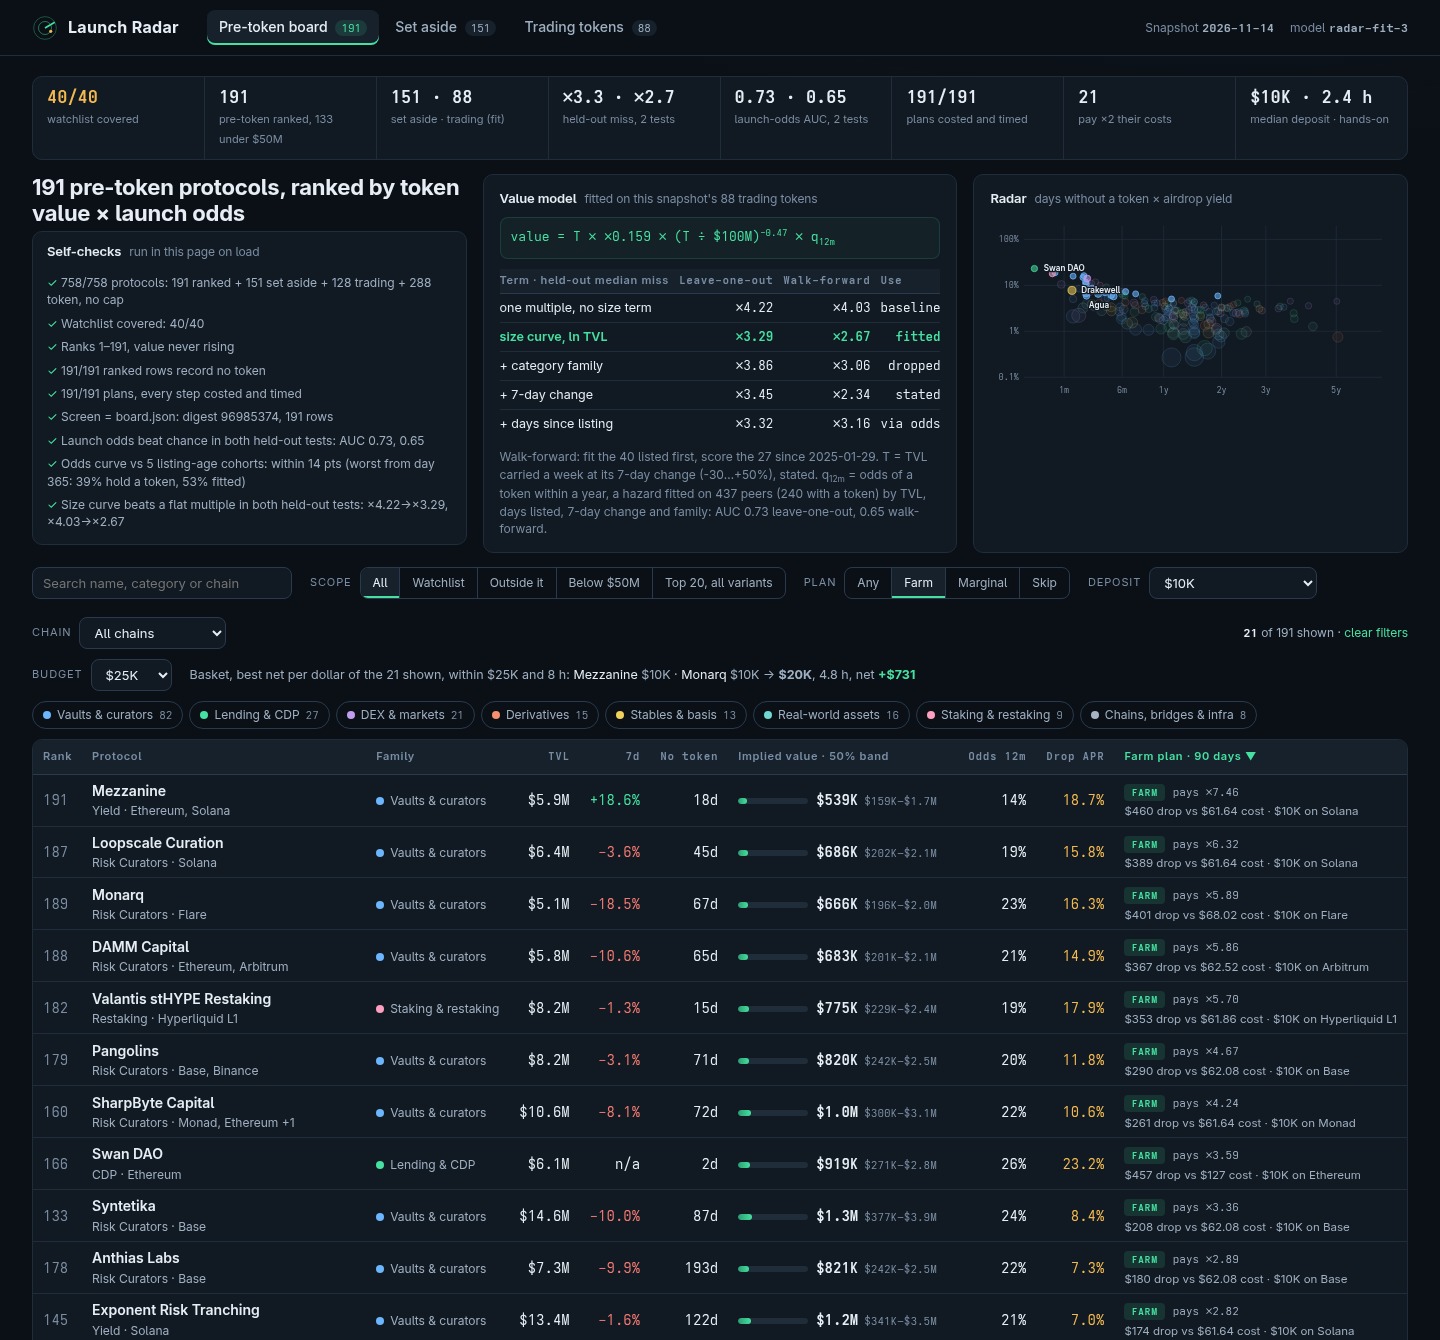 Launch Radar
Pre-token board 191
Set aside 151
Trading tokens 88
Snapshot 2026-11-14 model radar-fit-3
40/40
watchlist covered
191
pre-token ranked, 133
under $50M
151 · 88
set aside · trading (fit)
×3.3 · ×2.7
held-out miss, 2 tests
0.73 · 0.65
launch-odds AUC, 2 tests
191/191
plans costed and timed
21
pay ×2 their costs
$10K · 2.4 h
median deposit · hands-on
191 pre-token protocols, ranked by token
value × launch odds
Self-checks run in this page on load
✓ 758/758 protocols: 191 ranked + 151 set aside + 128 trading + 288
token, no cap
✓ Watchlist covered: 40/40
✓ Ranks 1–191, value never rising
✓ 191/191 ranked rows record no token
✓ 191/191 plans, every step costed and timed
✓ Screen = board.json: digest 96985374, 191 rows
✓ Launch odds beat chance in both held-out tests: AUC 0.73, 0.65
✓ Odds curve vs 5 listing-age cohorts: within 14 pts (worst from day
365: 39% hold a token, 53% fitted)
✓ Size curve beats a flat multiple in both held-out tests: ×4.22→×3.29,
×4.03→×2.67
Value model fitted on this snapshot's 88 trading tokens
value = T × ×0.159 × (T ÷ $100M)−0.47 × q12m
Term · held-out median miss Leave-one-out Walk-forward Use
one multiple, no size term ×4.22 ×4.03 baseline
size curve, ln TVL ×3.29 ×2.67 fitted
+ category family ×3.86 ×3.06 dropped
+ 7-day change ×3.45 ×2.34 stated
+ days since listing ×3.32 ×3.16 via odds
Walk-forward: fit the 40 listed first, score the 27 since 2025-01-29. T = TVL
carried a week at its 7-day change (-30…+50%), stated. q12m = odds of a
token within a year, a hazard fitted on 437 peers (240 with a token) by TVL,
days listed, 7-day change and family: AUC 0.73 leave-one-out, 0.65 walk-
forward.
Radar days without a token × airdrop yield
100%
10%
1%
0.1%
Swan DAO
Drakewell
Agua
1m 6m 1y 2y 3y 5y
Search name, category or chain
SCOPE All Watchlist Outside it Below $50M Top 20, all variants
PLAN Any Farm Marginal Skip
DEPOSIT $10K
CHAIN All chains
21 of 191 shown · clear filters
BUDGET $25K Basket, best net per dollar of the 21 shown, within $25K and 8 h: Mezzanine $10K · Monarq $10K → $20K, 4.8 h, net +$731
Vaults & curators 82
Lending & CDP 27
DEX & markets 21
Derivatives 15
Stables & basis 13
Real-world assets 16
Staking & restaking 9
Chains, bridges & infra 8
Rank Protocol Family TVL 7d No token Implied value · 50% band Odds 12m Drop APR Farm plan · 90 days ▼
191 Mezzanine Vaults & curators $5.9M +18.6% 18d $539K $159K–$1.7M 14% 18.7% FARM pays ×7.46
Yield · Ethereum, Solana $460 drop vs $61.64 cost · $10K on Solana
187 Loopscale Curation Vaults & curators $6.4M −3.6% 45d $686K $202K–$2.1M 19% 15.8% FARM pays ×6.32
Risk Curators · Solana $389 drop vs $61.64 cost · $10K on Solana
189 Monarq Vaults & curators $5.1M −18.5% 67d $666K $196K–$2.0M 23% 16.3% FARM pays ×5.89
Risk Curators · Flare $401 drop vs $68.02 cost · $10K on Flare
188 DAMM Capital Vaults & curators $5.8M −10.6% 65d $683K $201K–$2.1M 21% 14.9% FARM pays ×5.86
Risk Curators · Ethereum, Arbitrum $367 drop vs $62.52 cost · $10K on Arbitrum
182 Valantis stHYPE Restaking Staking & restaking $8.2M −1.3% 15d $775K $229K–$2.4M 19% 17.9% FARM pays ×5.70
Restaking · Hyperliquid L1 $353 drop vs $61.86 cost · $10K on Hyperliquid L1
179 Pangolins Vaults & curators $8.2M −3.1% 71d $820K $242K–$2.5M 20% 11.8% FARM pays ×4.67
Risk Curators · Base, Binance $290 drop vs $62.08 cost · $10K on Base
160 SharpByte Capital Vaults & curators $10.6M −8.1% 72d $1.0M $300K–$3.1M 22% 10.6% FARM pays ×4.24
Risk Curators · Monad, Ethereum +1 $261 drop vs $61.64 cost · $10K on Monad
166 Swan DAO Lending & CDP $6.1M n/a 2d $919K $271K–$2.8M 26% 23.2% FARM pays ×3.59
CDP · Ethereum $457 drop vs $127 cost · $10K on Ethereum
133 Syntetika Vaults & curators $14.6M −10.0% 87d $1.3M $377K–$3.9M 24% 8.4% FARM pays ×3.36
Risk Curators · Base $208 drop vs $62.08 cost · $10K on Base
178 Anthias Labs Vaults & curators $7.3M −9.9% 193d $821K $242K–$2.5M 22% 7.3% FARM pays ×2.89
Risk Curators · Base $180 drop vs $62.08 cost · $10K on Base
145 Exponent Risk Tranching Vaults & curators $13.4M −1.6% 122d $1.2M $341K–$3.5M 21% 7.0% FARM pays ×2.82
Yield · Solana $174 drop vs $61.64 cost · $10K on Solana